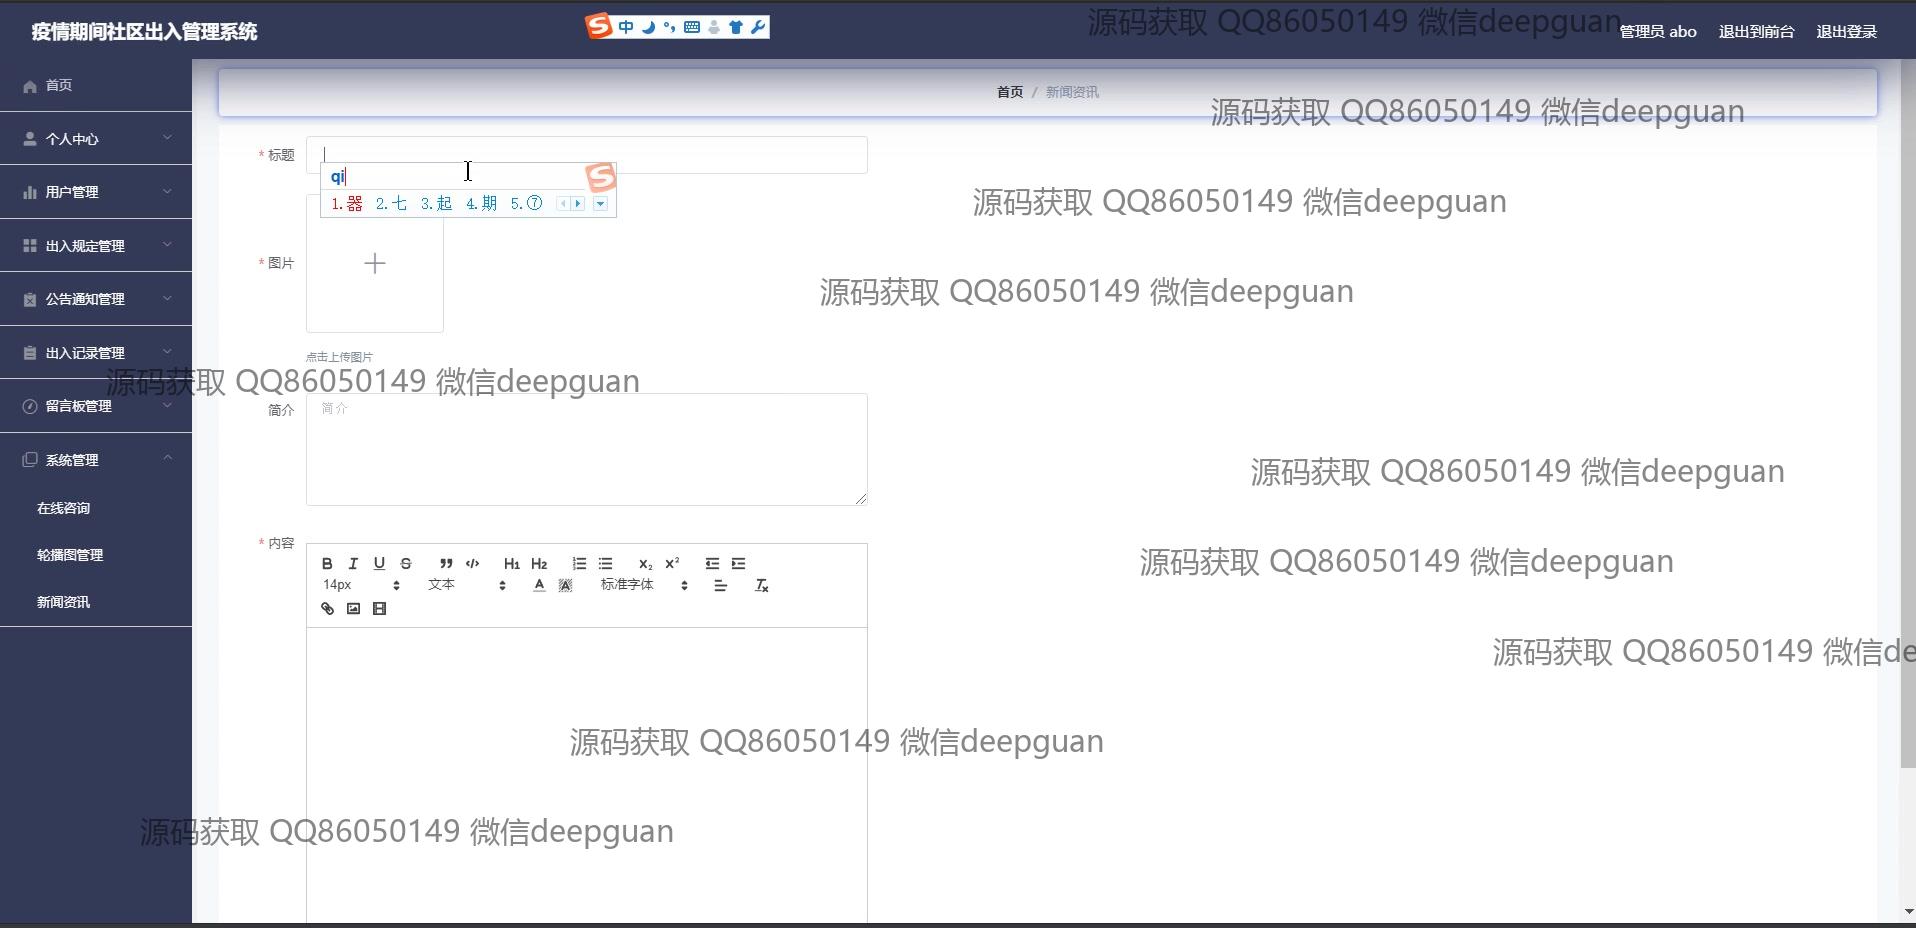 疫情期间社区出入管理系统
中
源码获取 QQ86050149 微信deepguan
管理员 abo
退出到前台
退出登录
首页
首页 / 新闻资讯
源码获取 QQ86050149 微信deepguan
个人中心
* 标题
qi
1.器 2.七 3.起 4.期 5.⑦
用户管理
源码获取 QQ86050149 微信deepguan
出入规定管理
* 图片
公告通知管理
源码获取 QQ86050149 微信deepguan
出入记录管理
点击上传图片
源码获取 QQ86050149 微信deepguan
留言板管理
简介
简介
系统管理
源码获取 QQ86050149 微信deepguan
在线咨询
* 内容
轮播图管理
B I U S H1 H2 X2 X2
源码获取 QQ86050149 微信deepguan
14px 文本 A A 标准字体 Tx
新闻资讯
源码获取 QQ86050149 微信de
源码获取 QQ86050149 微信deepguan
源码获取 QQ86050149 微信deepguan